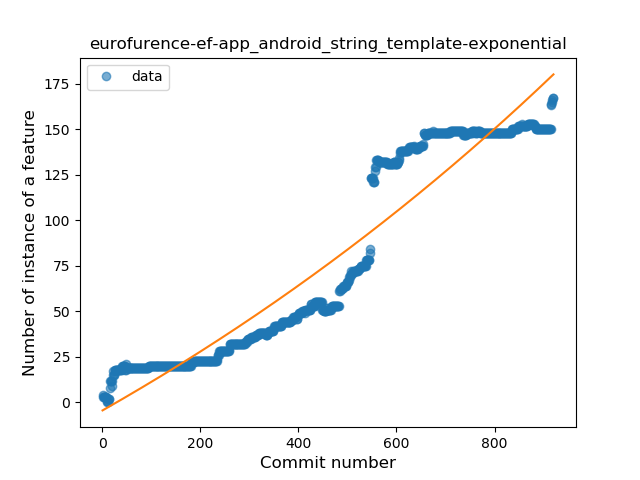 eurofurence-ef-app_android_string_template-exponential
data
Number of instance of a feature
175
150
125
100
75
50
25
0
0 200 400 600 800
Commit number